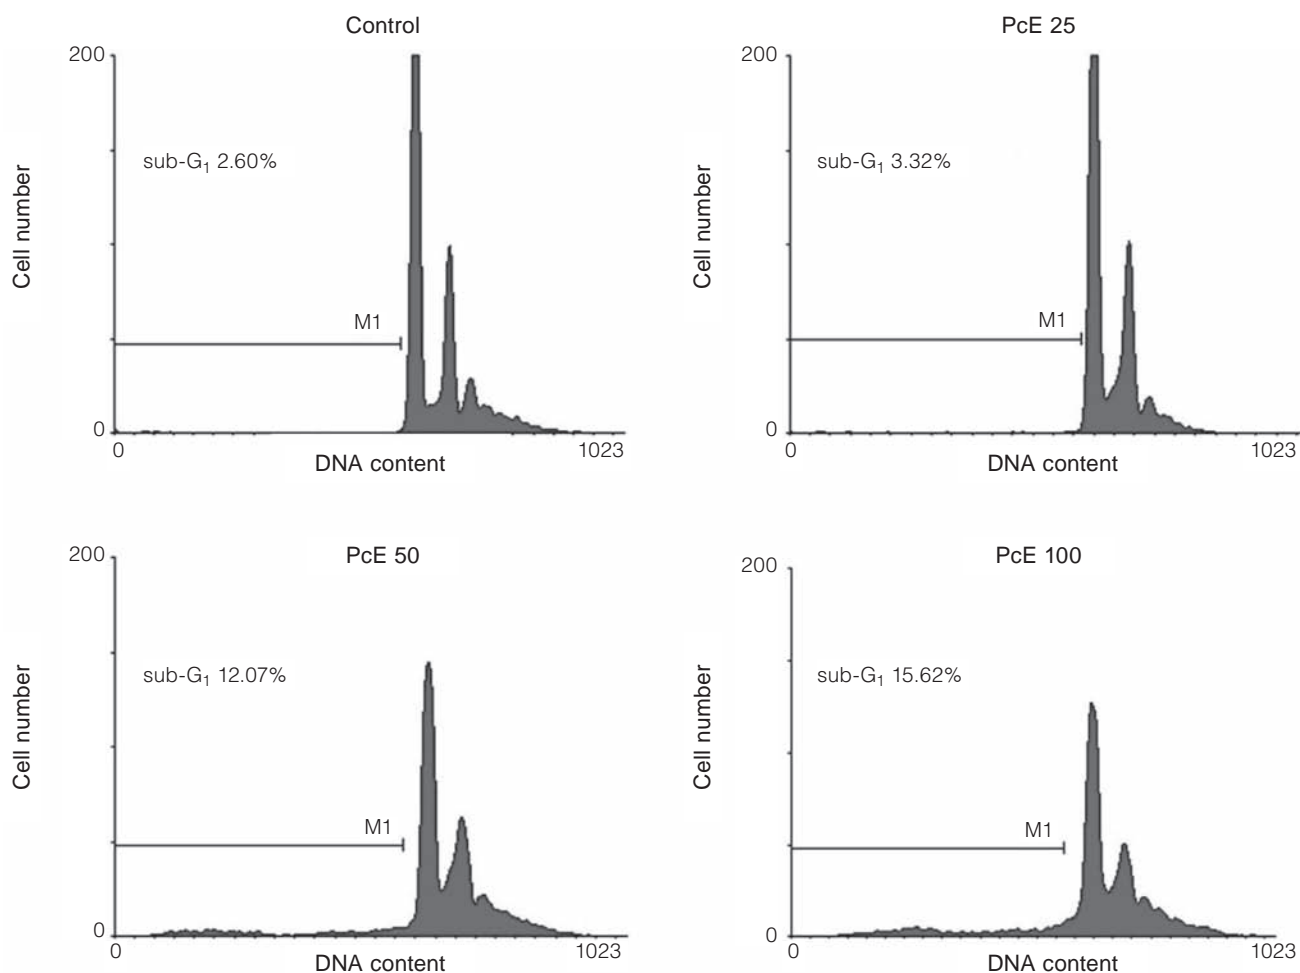 Control
200
Cell number
sub-G₁ 2.60%
M1
0
0
1023
DNA content
PcE 25
200
Cell number
sub-G₁ 3.32%
M1
0
0
1023
DNA content
PcE 50
200
Cell number
sub-G₁ 12.07%
M1
0
0
1023
DNA content
PcE 100
200
Cell number
sub-G₁ 15.62%
M1
0
0
1023
DNA content